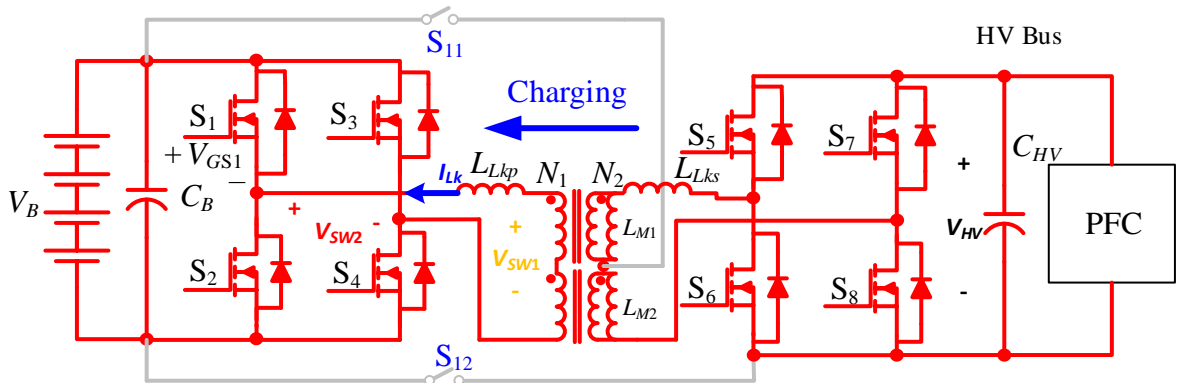 S₁₁
HV Bus
Charging
S₁
S₃
S₅
S₇
+V_GS1
−
I_Lk
L_Lkp
N₁
N₂
L_Lks
+
C_HV
V_B
C_B
+
V_SW2
-
+
V_SW1
-
L_M1
V_HV
PFC
S₂
S₄
L_M2
S₆
S₈
-
S₁₂